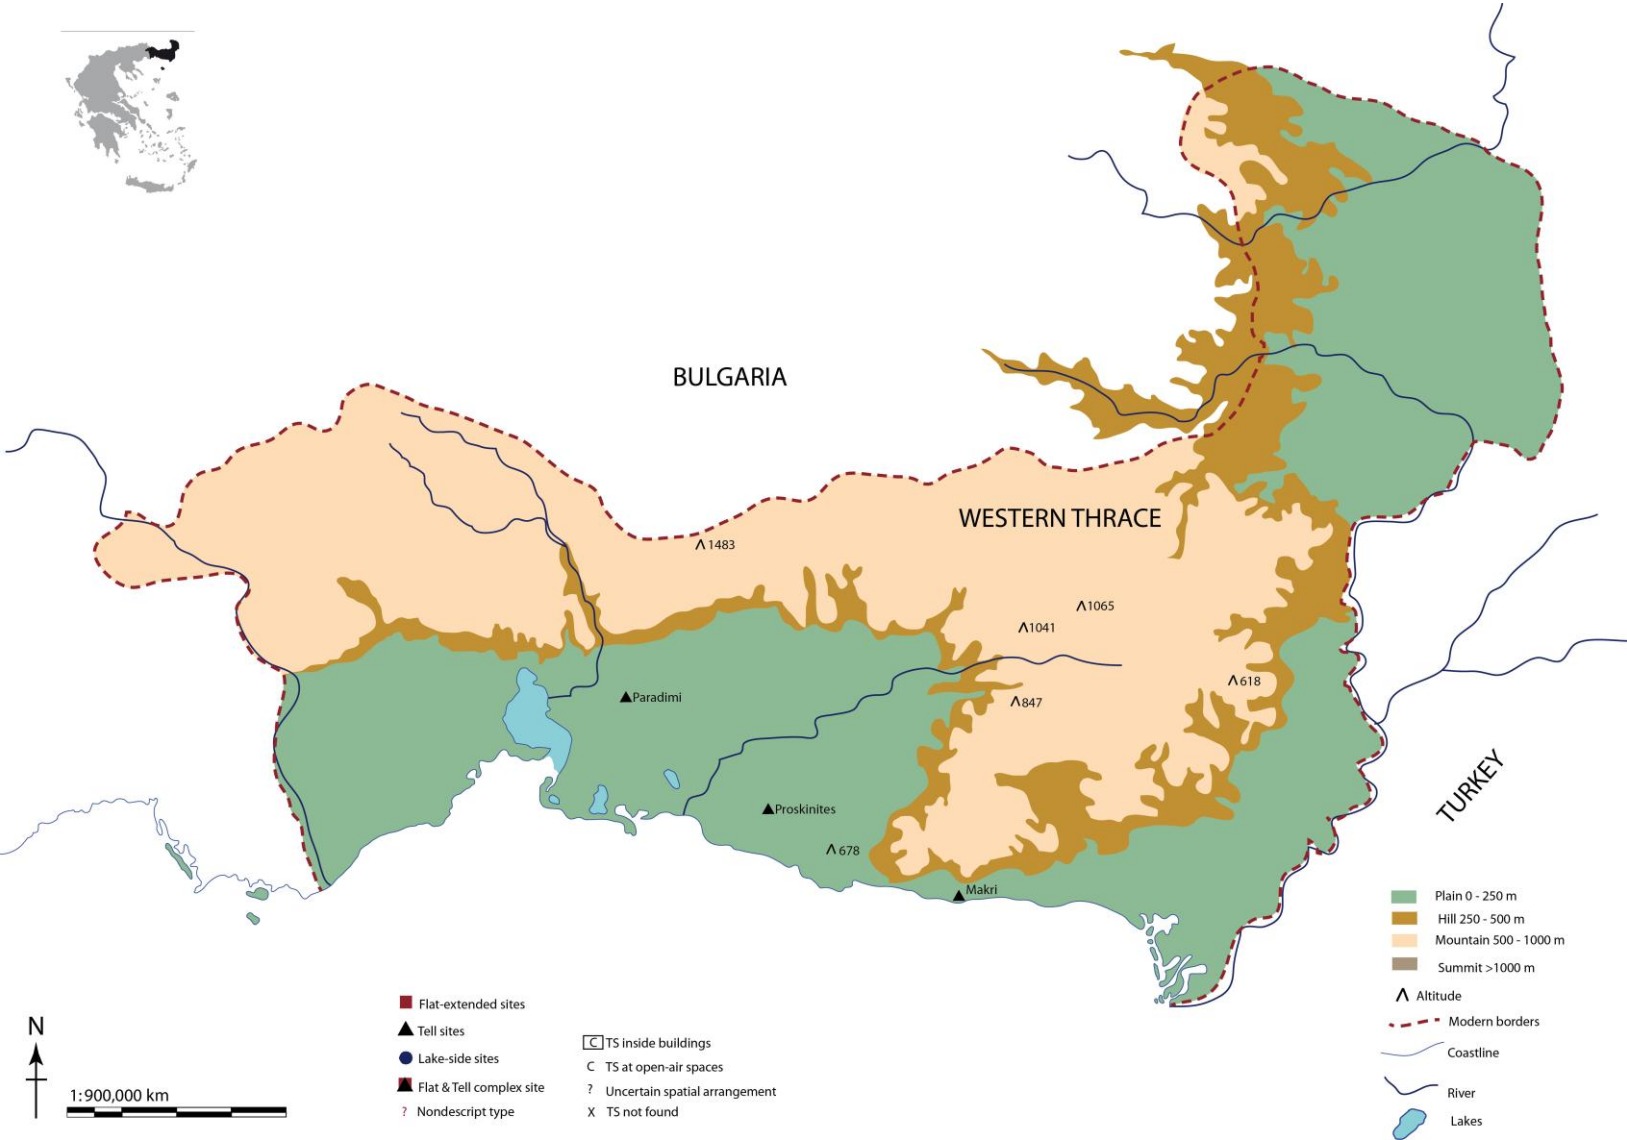 BULGARIA
WESTERN THRACE
1483
1065
1041
618
847
Paradimi
Proskinites
678
Makri
TURKEY
Plain 0 - 250 m
Hill 250 - 500 m
Mountain 500 - 1000 m
Summit >1000 m
Altitude
Modern borders
Coastline
River
Lakes
N
1:900,000 km
Flat-extended sites
Tell sites
Lake-side sites
Flat & Tell complex site
? Nondescript type
C TS inside buildings
C TS at open-air spaces
? Uncertain spatial arrangement
X TS not found